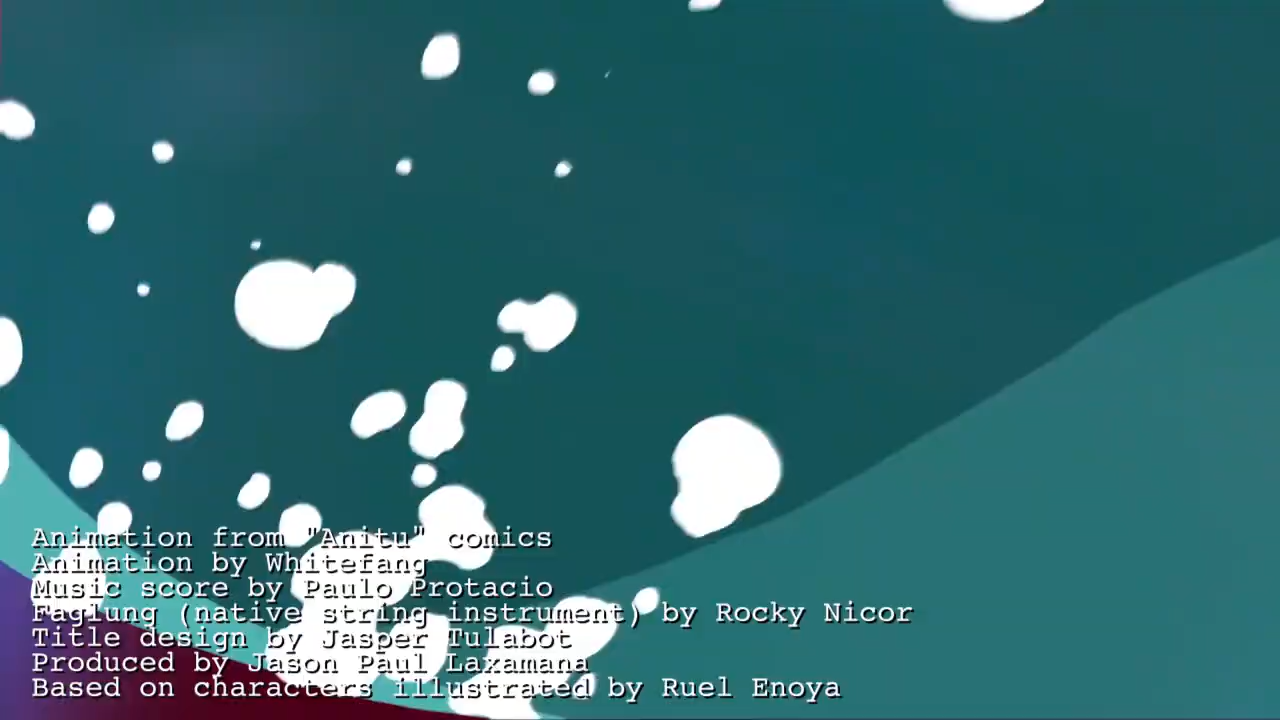 Animation from "Anitu" comics
Animation by Whitefang
Music score by Paulo Protacio
Faglung (native string instrument) by Rocky Nicor
Title design by Jasper Tulabot
Produced by Jason Paul Laxamana
Based on characters illustrated by Ruel Enoya